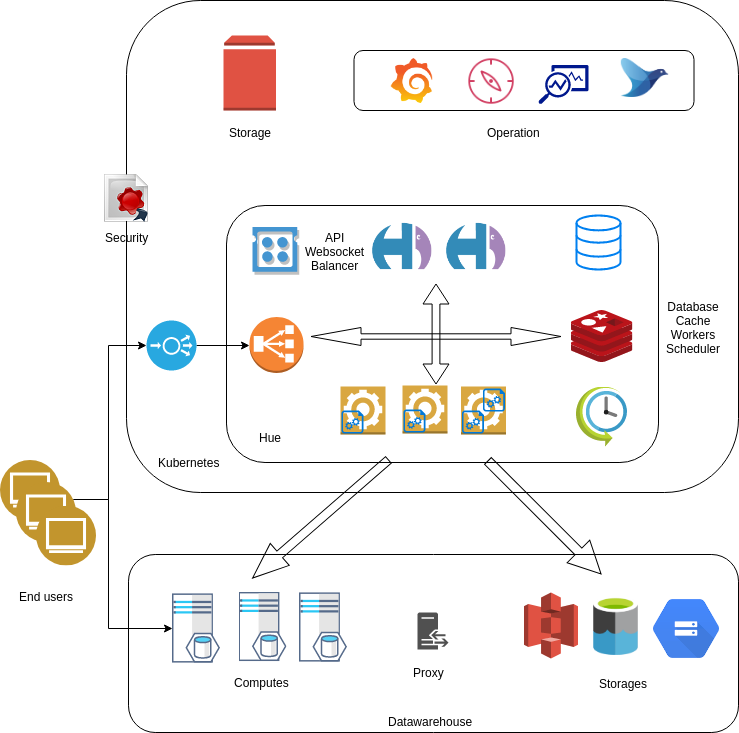 Storage
Operation
Security
API
Websocket
Balancer
Database
Cache
Workers
Scheduler
Hue
Kubernetes
End users
Computes
Proxy
Storages
Datawarehouse